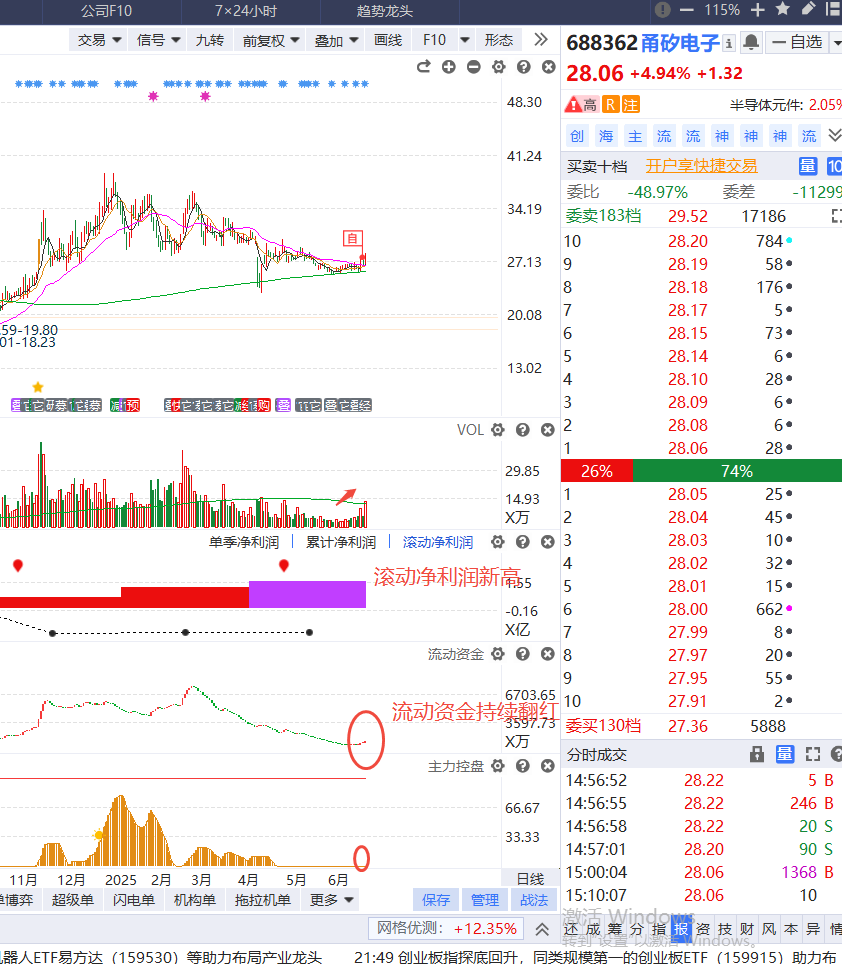 公司F10 7×24小时 趋势龙头
115%
交易 信号 九转 前复权 叠加 画线 F10 形态
688362 甬矽电子
自选
28.06 +4.94% +1.32
高 R 注 半导体元件: 2.05%
创 海 主 流 流 神 神 神 流
买卖十档 开户享快捷交易 量 10
委比 -48.97% 委差 -11299
委卖183档 29.52 17186
10 28.20 784
9 28.19 58
8 28.18 176
7 28.17 5
6 28.15 73
5 28.14 6
4 28.10 28
3 28.09 6
2 28.08 6
1 28.06 28
26% 74%
1 28.05 25
2 28.04 45
3 28.03 10
4 28.02 32
5 28.01 15
6 28.00 662
7 27.99 8
8 27.97 20
9 27.95 55
10 27.91 2
委买130档 27.36 5888
分时成交 量
14:56:52 28.22 5 B
14:56:55 28.22 246 B
14:56:58 28.22 20 S
14:57:01 28.20 90 S
15:00:04 28.06 1368 B
15:10:07 28.06 10
还 成 筹 分 指 报 资 技 财 风 本 异 情
48.30
41.24
34.19
27.13
20.08
13.02
自
.59-19.80
01-18.23
VOL
29.85
14.93
X万
单季净利润 累计净利润 滚动净利润
滚动净利润新高
1.55
-0.16
X亿
流动资金
6703.65
流动资金持续翻红
3597.73
X万
主力控盘
66.67
33.33
11月 12月 2025 2月 3月 4月 5月 6月 日线
单博弈 超级单 闪电单 机构单 拖拉机单 更多 保存 管理 战法
网格优测: +12.35%
激活 Windows
转到"设置"以激活 Windows。
机器人ETF易方达（159530）等助力布局产业龙头 21:49 创业板指探底回升，同类规模第一的创业板ETF（159915）助力布